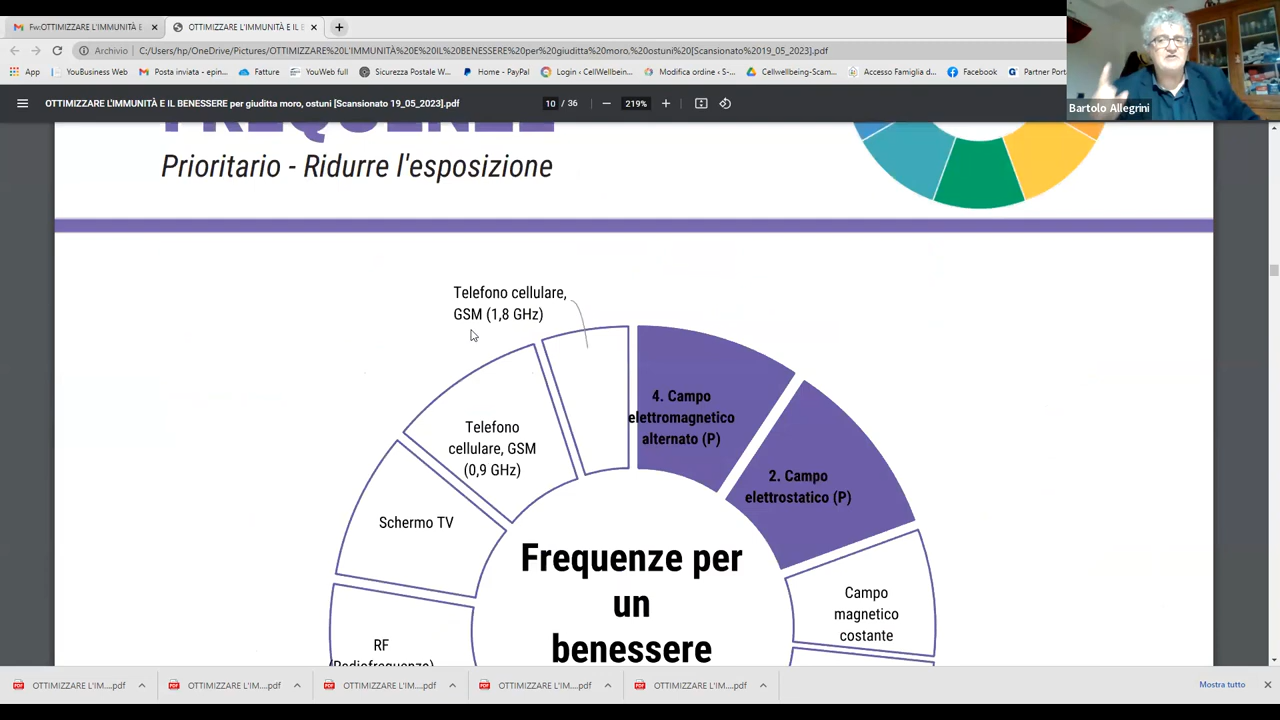 Fw:OTTIMIZZARE L'IMMUNITÀ E
OTTIMIZZARE L'IMMUNITÀ E IL B
Archivio
C:/Users/hp/OneDrive/Pictures/OTTIMIZZARE%20L'IMMUNITÀ%20E%20IL%20BENESSERE%20per%20giuditta%20moro,%20ostuni%20[Scansionato%2019_05_2023].pdf
App
YouBusiness Web
Posta inviata - epin...
Fatture
YouWeb full
Sicurezza Postale W...
Home - PayPal
Login ‹ CellWellbein...
Modifica ordine ‹ S-...
Cellwellbeing-Scam...
Accesso Famiglia d...
Facebook
Partner Port
OTTIMIZZARE L'IMMUNITÀ E IL BENESSERE per giuditta moro, ostuni [Scansionato 19_05_2023].pdf
10 / 36
219%
Bartolo Allegrini
FREQUENZE
Prioritario - Ridurre l'esposizione
Telefono cellulare,
GSM (1,8 GHz)
4. Campo
elettromagnetico
alternato (P)
Telefono
cellulare, GSM
(0,9 GHz)
2. Campo
elettrostatico (P)
Schermo TV
Frequenze per
un
benessere
Campo
magnetico
costante
RF
(Radiofrequenza)
OTTIMIZZARE L'IM....pdf
OTTIMIZZARE L'IM....pdf
OTTIMIZZARE L'IM....pdf
OTTIMIZZARE L'IM....pdf
OTTIMIZZARE L'IM....pdf
Mostra tutto